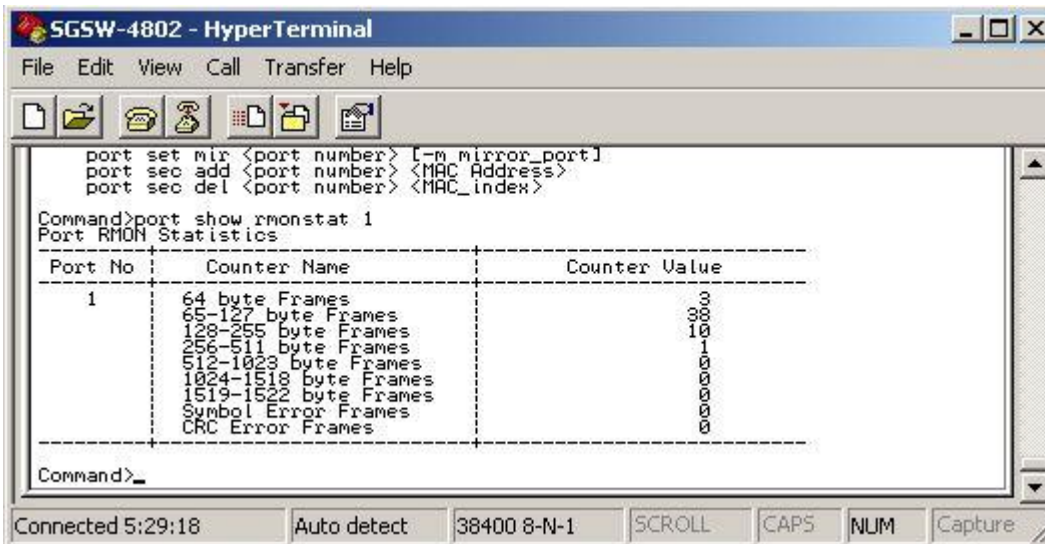 SGSW-4802 - HyperTerminal
File Edit View Call Transfer Help
port set mir <port number> [-m mirror_port]
port sec add <port number> <MAC Address>
port sec del <port number> <MAC_index>
Command>port show rmonstat 1
Port RMON Statistics
Port No Counter Name Counter Value
1 64 byte Frames 3
65-127 byte Frames 38
128-255 byte Frames 10
256-511 byte Frames 1
512-1023 byte Frames 0
1024-1518 byte Frames 0
1519-1522 byte Frames 0
Symbol Error Frames 0
CRC Error Frames 0
Command>_
Connected 5:29:18 Auto detect 38400 8-N-1 SCROLL CAPS NUM Capture